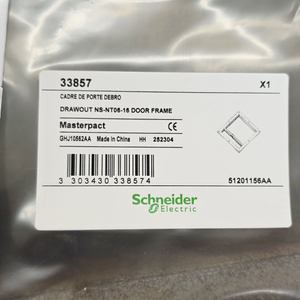 33857 X1
CADRE DE PORTE DEBRO
DRAWOUT NS-NT06-16 DOOR FRAME
Masterpact CE
GHJ10562AA Made in China HH 252304
3 303430 338574
Schneider
Electric
51201156AA